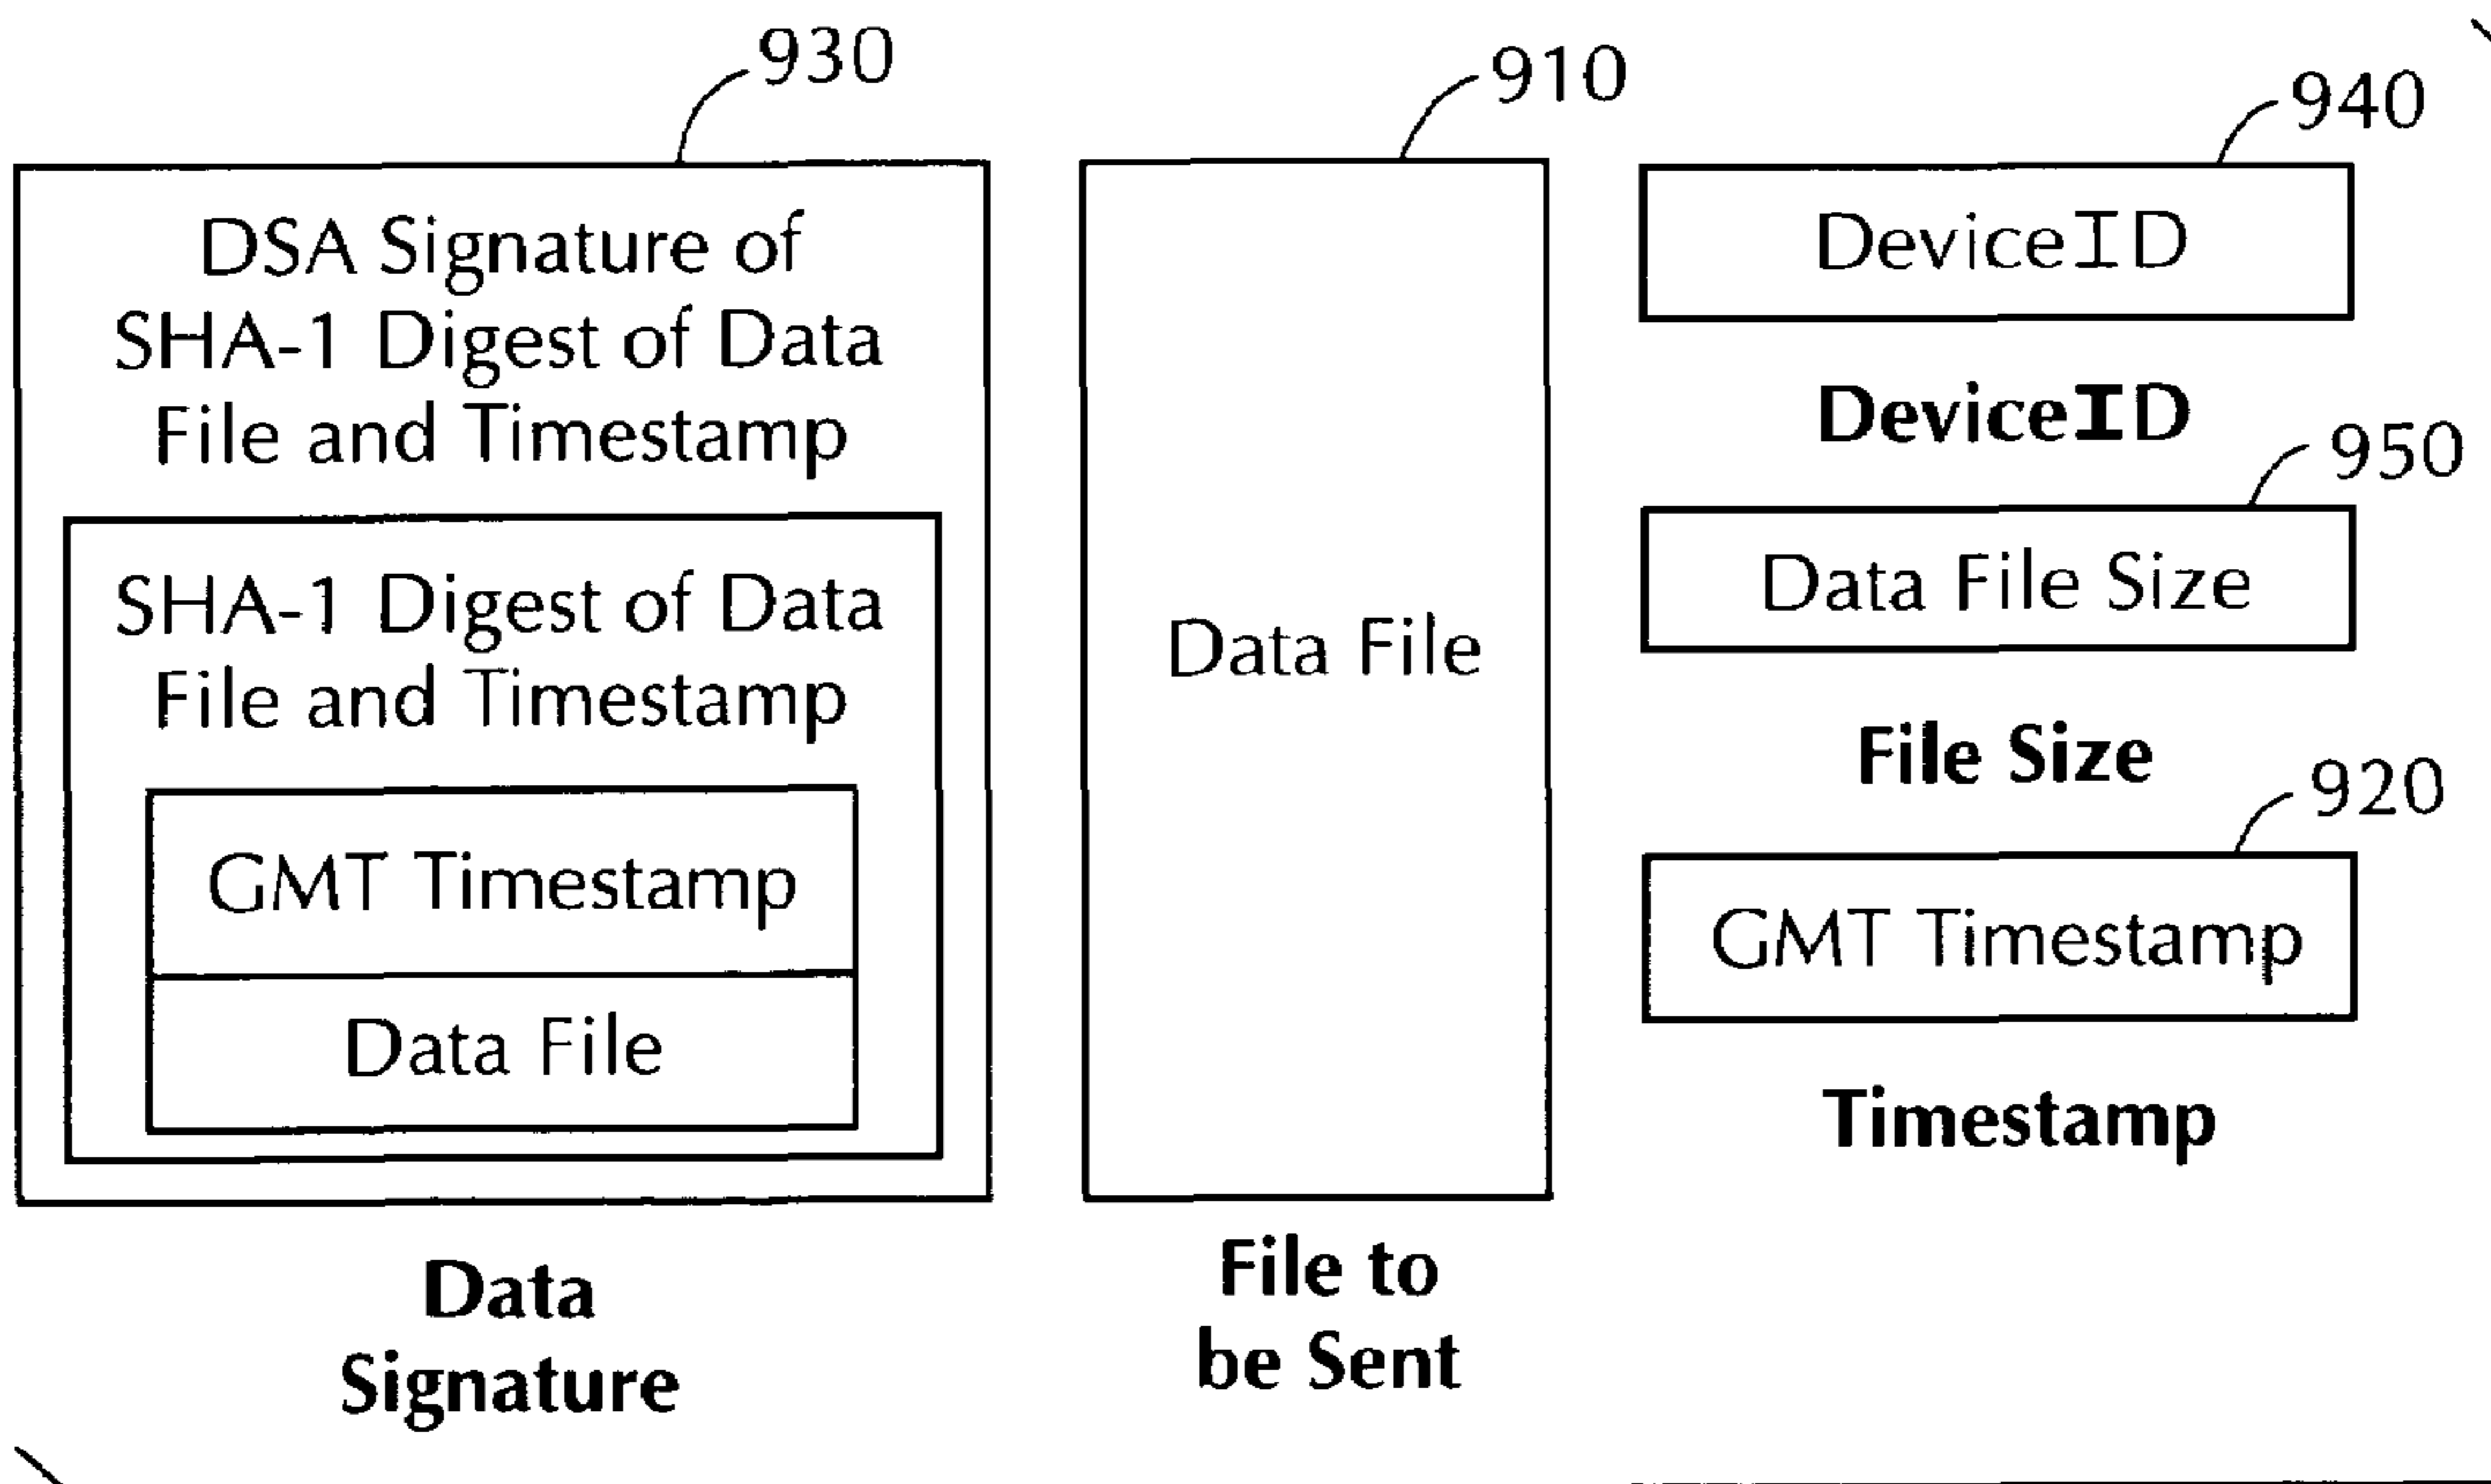 930
DSA Signature of
SHA-1 Digest of Data
File and Timestamp
SHA-1 Digest of Data
File and Timestamp
GMT Timestamp
Data File
Data
Signature
910
Data File
File to
be Sent
940
DeviceID
DeviceID
950
Data File Size
File Size
920
GMT Timestamp
Timestamp